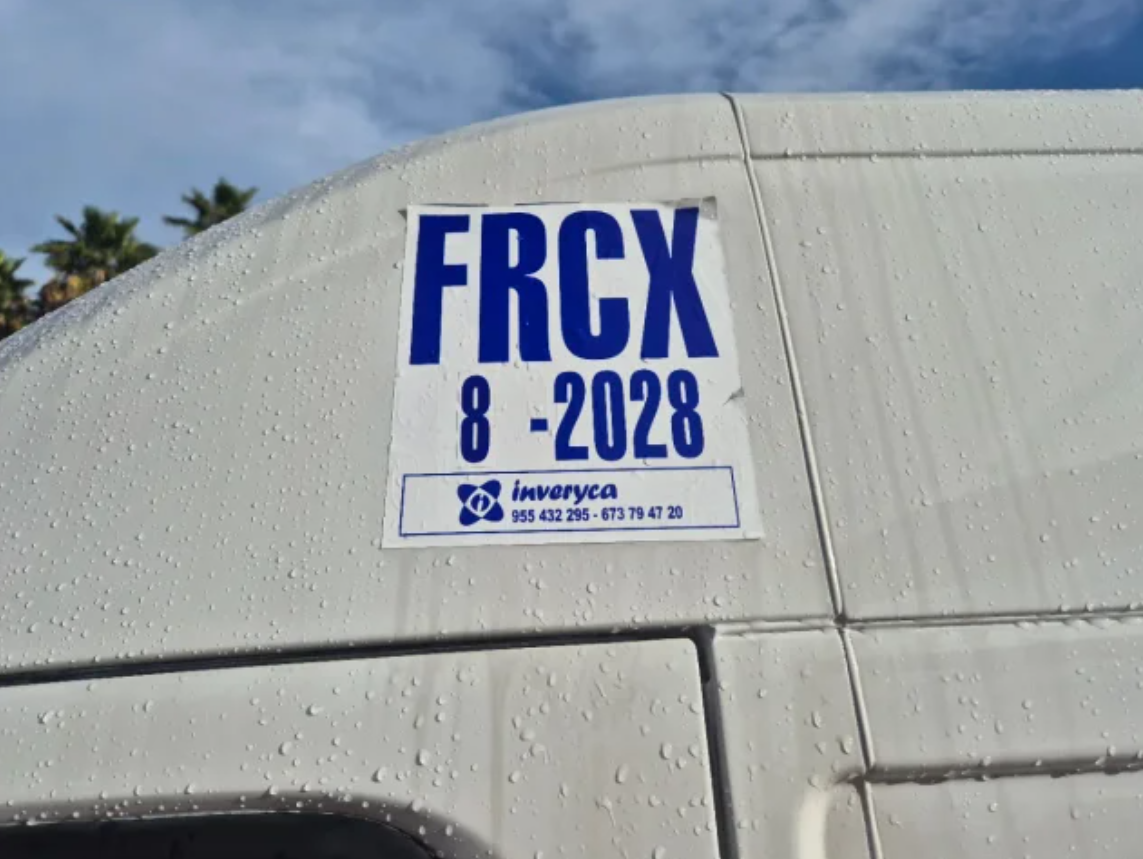 FRCX
8 -2028
inveryca
955 432 295 - 673 79 47 20